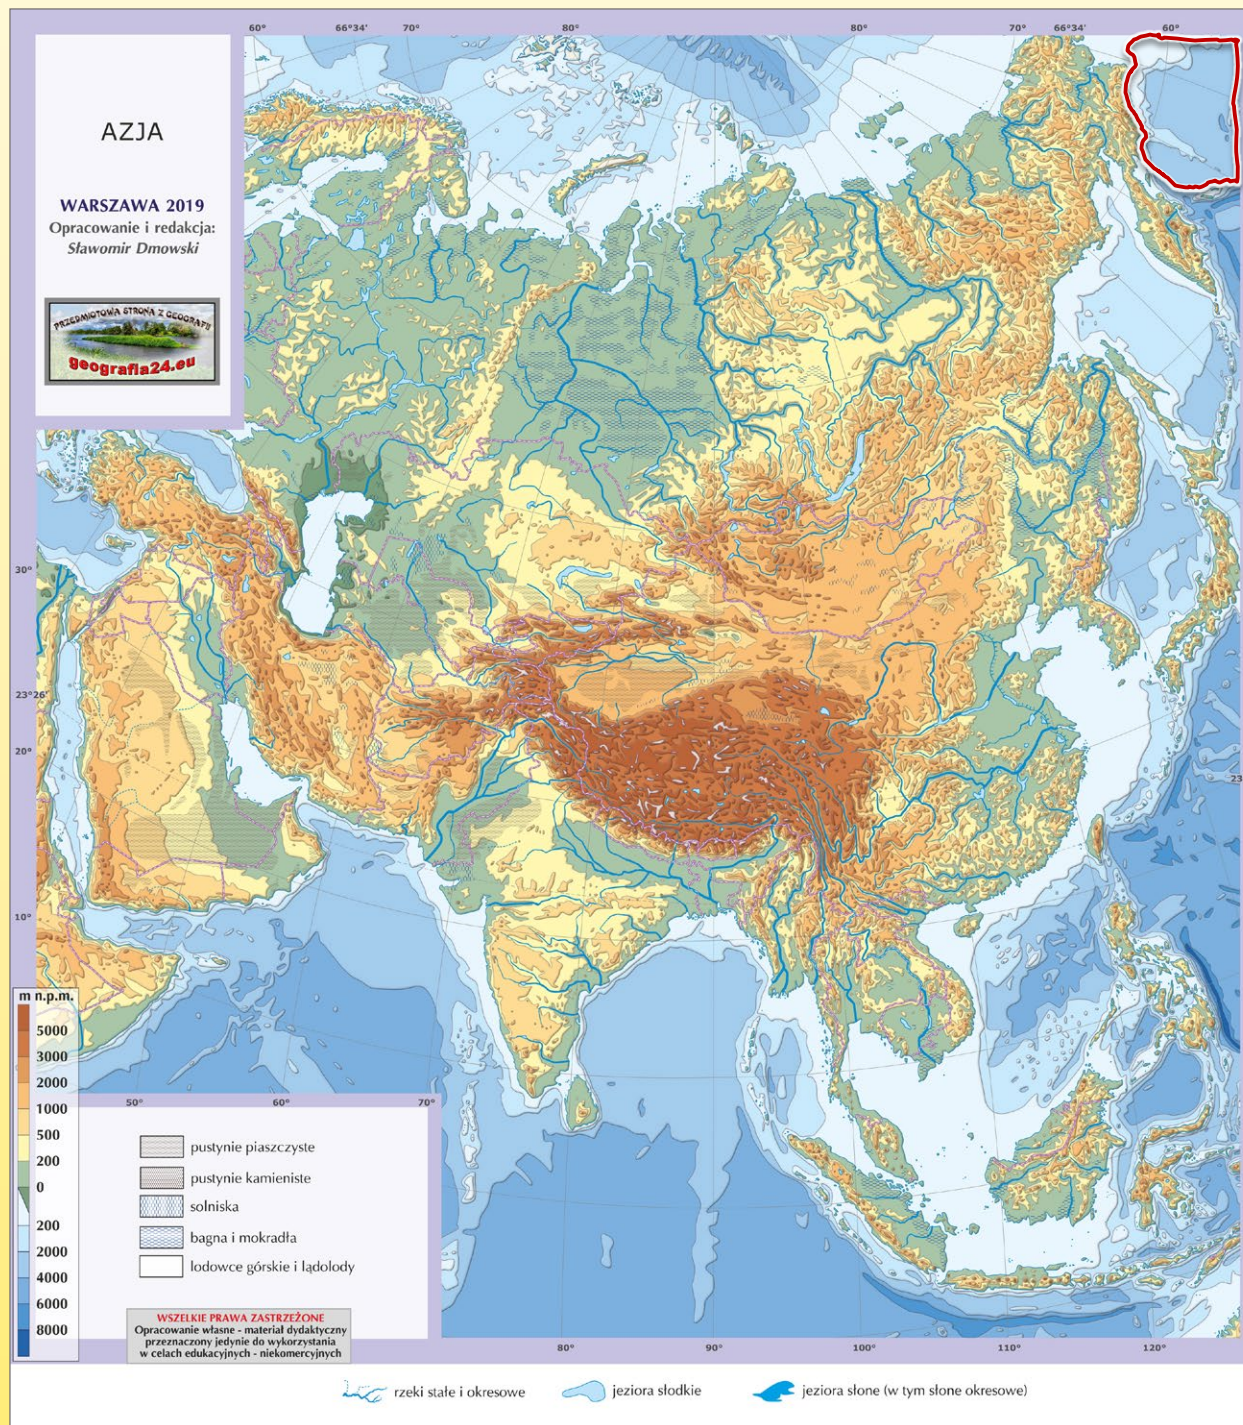 60° 66°34' 70° 80° 80° 70° 66°34' 60°
AZJA
WARSZAWA 2019
Opracowanie i redakcja:
Sławomir Dmowski
PRZEDMIOTOWA STRONA Z GEOGRAFII
geografia24.eu
30°
23°26'
20°
23
10°
m n.p.m.
5000
3000
2000
1000
500
200
0
200
2000
4000
6000
8000
50° 60° 70°
pustynie piaszczyste
pustynie kamieniste
solniska
bagna i mokradła
lodowce górskie i lądolody
WSZELKIE PRAWA ZASTRZEŻONE
Opracowanie własne - materiał dydaktyczny
przeznaczony jedynie do wykorzystania
w celach edukacyjnych - niekomercyjnych
80° 90° 100° 110° 120°
rzeki stałe i okresowe
jeziora słodkie
jeziora słone (w tym słone okresowe)